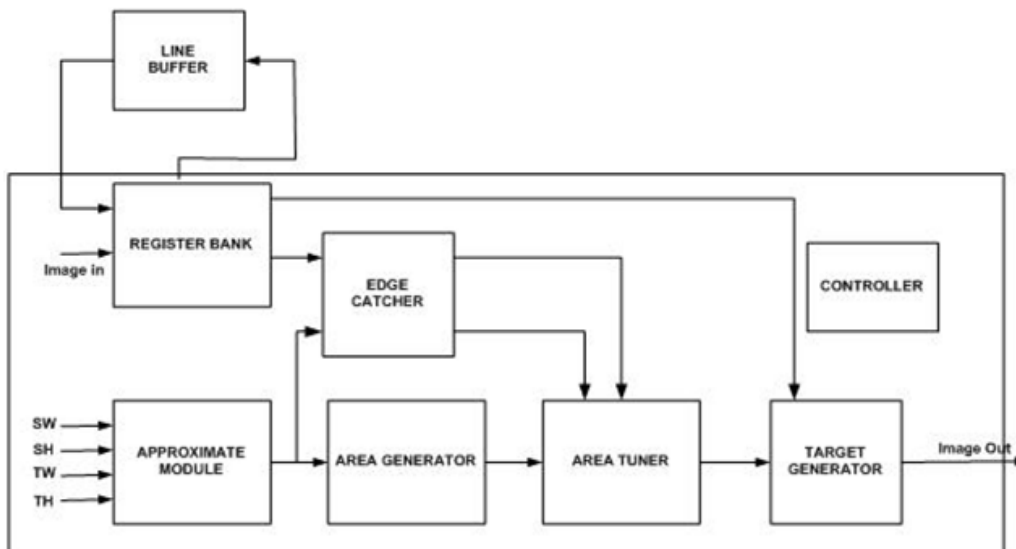 LINE
BUFFER
REGISTER BANK
Image in
EDGE
CATCHER
CONTROLLER
SW
SH
TW
TH
APPROXIMATE
MODULE
AREA GENERATOR
AREA TUNER
TARGET
GENERATOR
Image Out